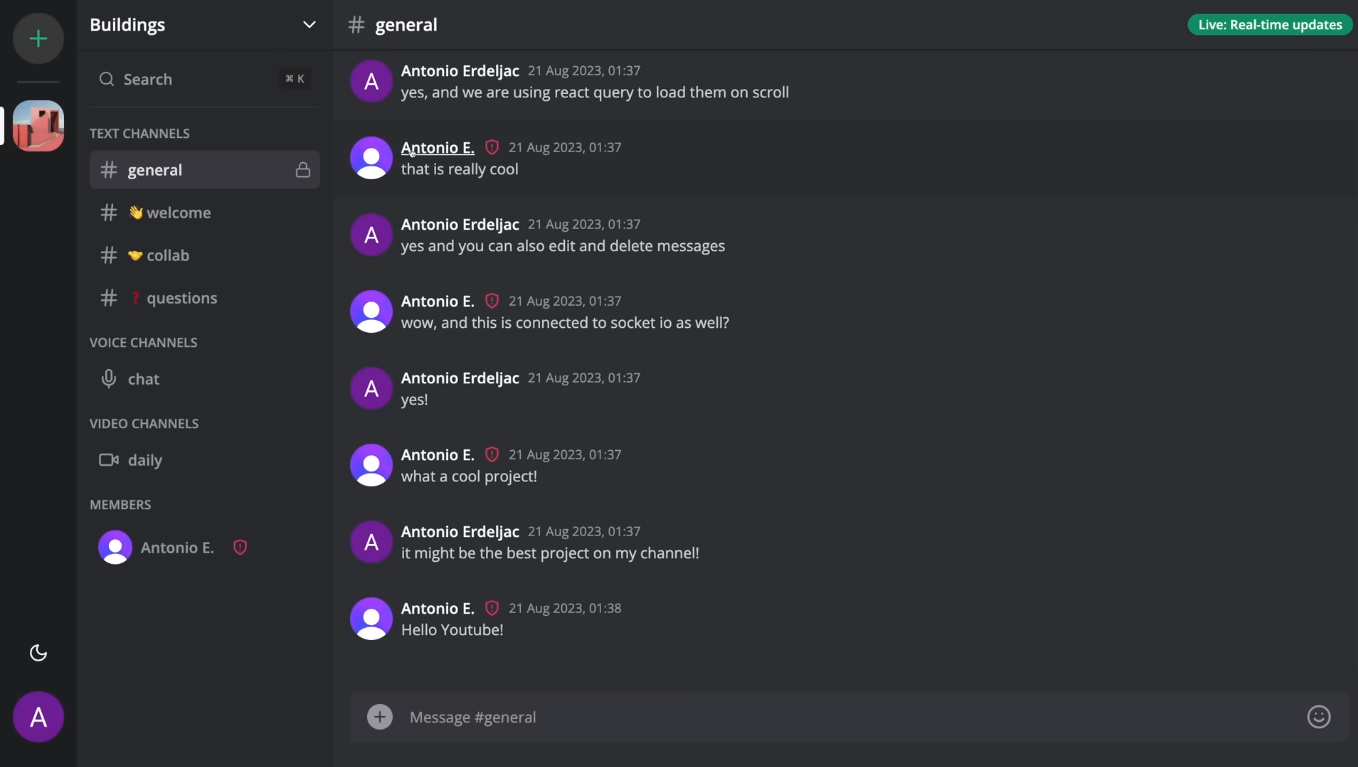 Buildings
Search
⌘ K
TEXT CHANNELS
# general
# 👋 welcome
# 🤝 collab
# ❓ questions
VOICE CHANNELS
chat
VIDEO CHANNELS
daily
MEMBERS
Antonio E.
A
# general
Live: Real-time updates
A
Antonio Erdeljac 21 Aug 2023, 01:37
yes, and we are using react query to load them on scroll
Antonio E. 21 Aug 2023, 01:37
that is really cool
A
Antonio Erdeljac 21 Aug 2023, 01:37
yes and you can also edit and delete messages
Antonio E. 21 Aug 2023, 01:37
wow, and this is connected to socket io as well?
A
Antonio Erdeljac 21 Aug 2023, 01:37
yes!
Antonio E. 21 Aug 2023, 01:37
what a cool project!
A
Antonio Erdeljac 21 Aug 2023, 01:37
it might be the best project on my channel!
Antonio E. 21 Aug 2023, 01:38
Hello Youtube!
Message #general